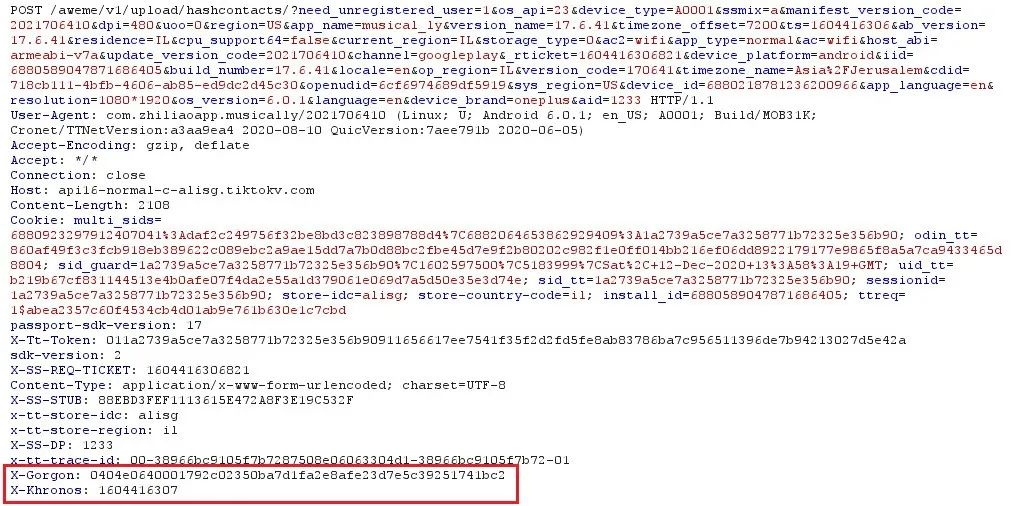 POST /aweme/v1/upload/hashcontacts/?need_unregistered_user=1&os_api=23&device_type=A0001&ssmix=a&manifest_version_code=
2021706410&dpi=480&uoo=0&region=US&app_name=musical_ly&version_name=17.6.41&timezone_offset=7200&ts=1604416306&ab_version=
17.6.41&residence=IL&cpu_support64=false&current_region=IL&storage_type=0&ac2=wifi&app_type=normal&ac=wifi&host_abi=
armeabi-v7a&update_version_code=2021706410&channel=googleplay&_rticket=1604416306821&device_platform=android&iid=
6880589047871686405&build_number=17.6.41&locale=en&op_region=IL&version_code=170641&timezone_name=Asia%2FJerusalem&cdid=
718cb111-4bfb-4606-ab85-ed9dc2d45c30&openudid=6cf6974689df5919&sys_region=US&device_id=6880218781236200966&app_language=en&
resolution=1080*1920&os_version=6.0.1&language=en&device_brand=oneplus&aid=1233 HTTP/1.1
User-Agent: com.zhiliaoapp.musically/2021706410 (Linux; U; Android 6.0.1; en_US; A0001; Build/MOB31K;
Cronet/TTNetVersion:a3aa9ea4 2020-08-10 QuicVersion:7aee791b 2020-06-05)
Accept-Encoding: gzip, deflate
Accept: */*
Connection: close
Host: api16-normal-c-alisg.tiktokv.com
Content-Length: 2108
Cookie: multi_sids=
6880923297912407041%3Adaf2c249756f32be8bd3c823898788d4%7C6882064653862929409%3A1a2739a5ce7a3258771b72325e356b90; odin_tt=
860af49f3c3fcb918eb389622c089ebc2a9ae15dd7a7b0d88bc2fbe45d7e9f2b80202c982f1e0ff014bb216ef06dd8922179177e9865f8a5a7ca9433465d
8804; sid_guard=1a2739a5ce7a3258771b72325e356b90%7C1602597500%7C5183999%7CSat%2C+12-Dec-2020+13%3A58%3A19+GMT; uid_tt=
b219b67cf831144513e4b0afe07f4da2e55a1d379061e069d7a5d50e35e3d74e; sid_tt=1a2739a5ce7a3258771b72325e356b90; sessionid=
1a2739a5ce7a3258771b72325e356b90; store-idc=alisg; store-country-code=il; install_id=6880589047871686405; ttreq=
1$abea2357c60f4534cb4d01ab9e761b630e1c7cbd
passport-sdk-version: 17
X-Tt-Token: 011a2739a5ce7a3258771b72325e356b90911656617ee7541f35f2d2fd5fe8ab83786ba7c956511396de7b94213027d5e42a
sdk-version: 2
X-SS-REQ-TICKET: 1604416306821
Content-Type: application/x-www-form-urlencoded; charset=UTF-8
X-SS-STUB: 88EBD3FEF1113615E472A8F3E19C532F
x-tt-store-idc: alisg
x-tt-store-region: il
X-SS-DP: 1233
x-tt-trace-id: 00-38966bc9105f7b7287508e06063304d1-38966bc9105f7b72-01
X-Gorgon: 0404e0640001792c02350ba7d1fa2e8afe23d7e5c39251741bc2
X-Khronos: 1604416307